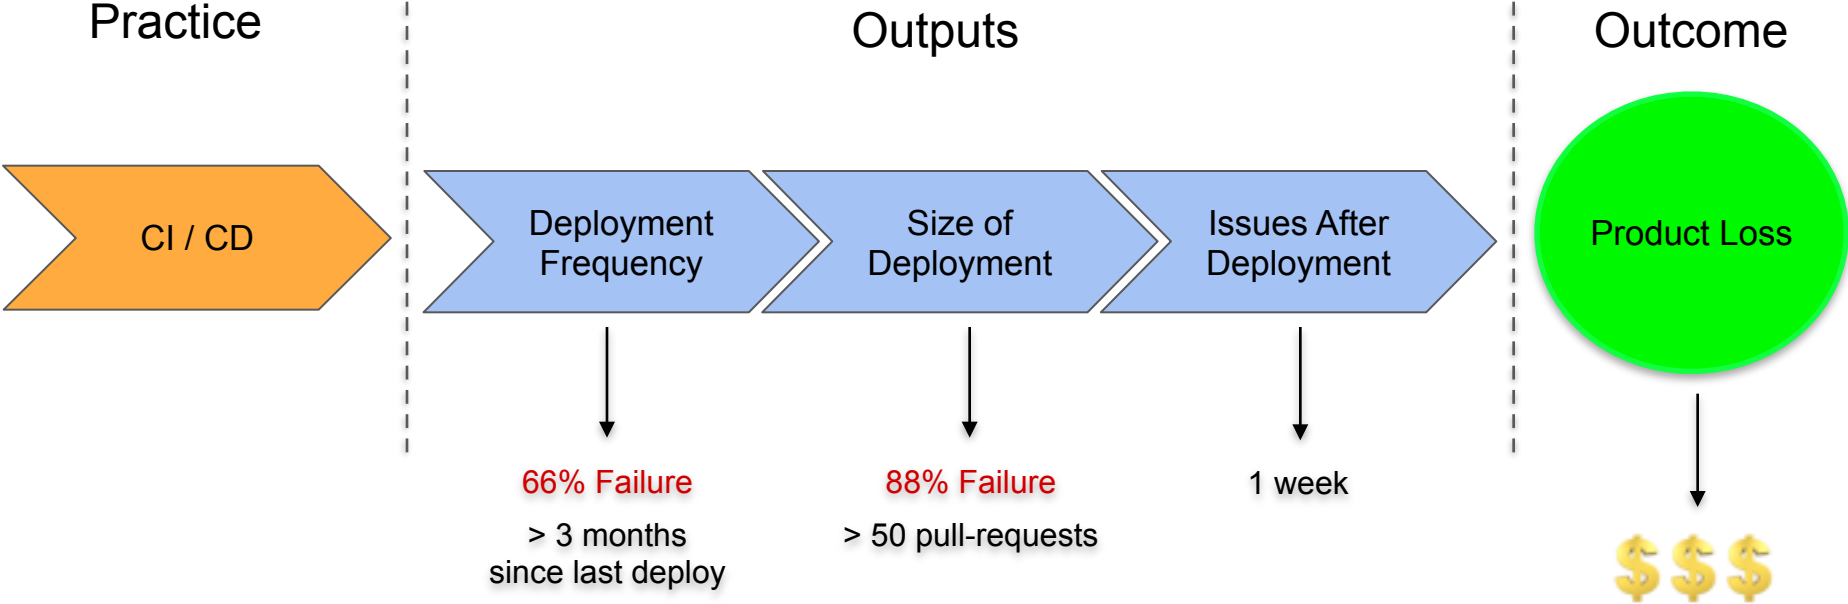 Practice
Outputs
Outcome
CI / CD
Deployment
Frequency
Size of
Deployment
Issues After
Deployment
Product Loss
66% Failure
> 3 months
since last deploy
88% Failure
> 50 pull-requests
1 week
$$$